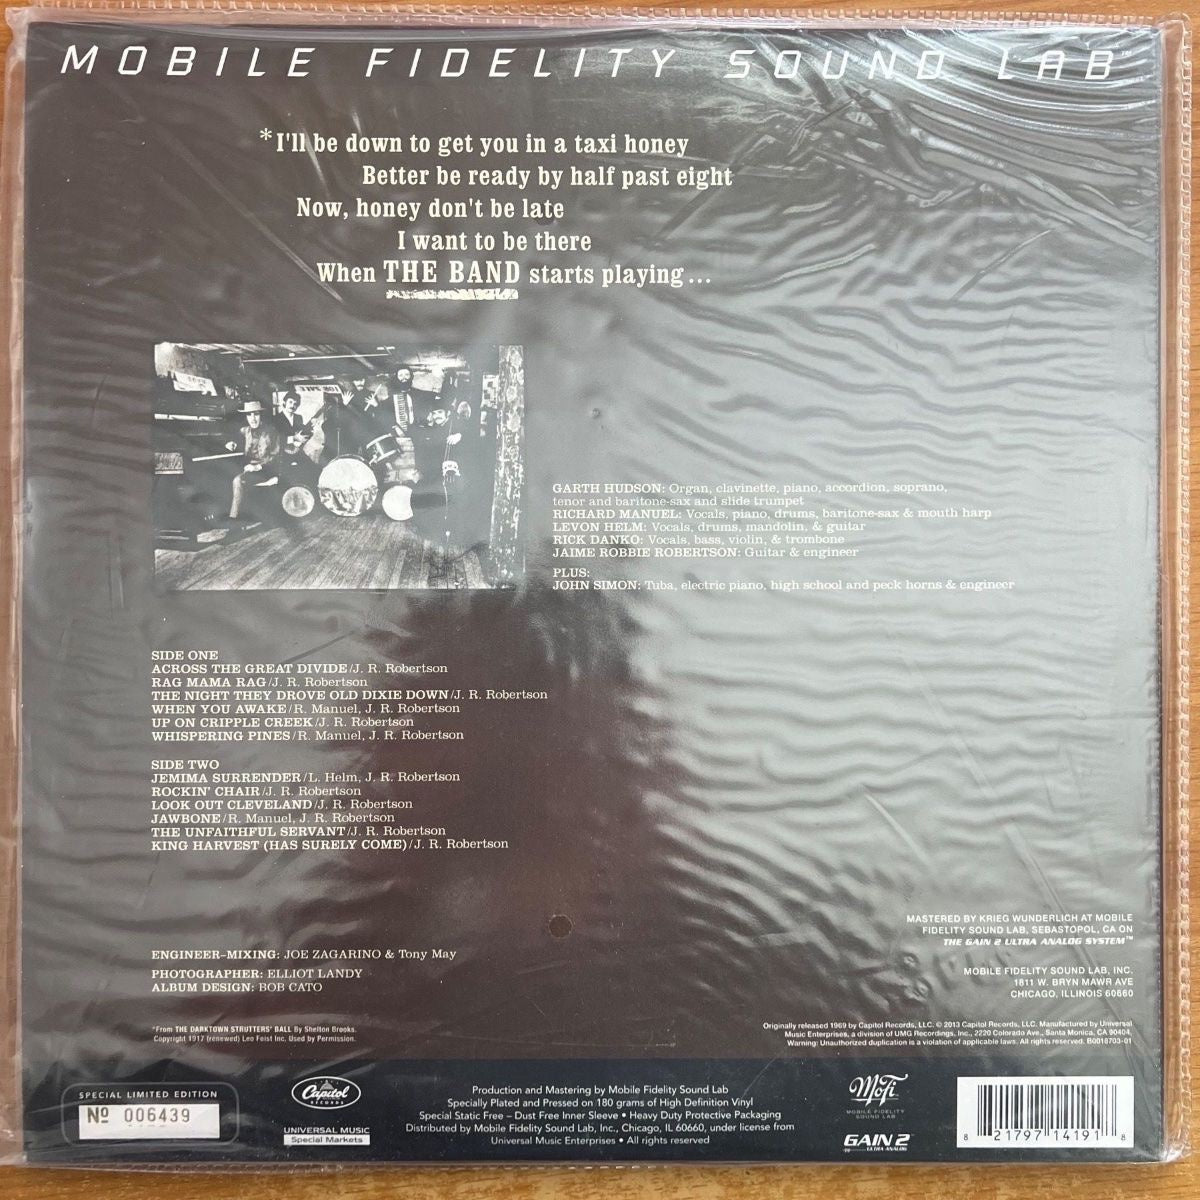 MOBILE FIDELITY SOUND LAB™
*I'll be down to get you in a taxi honey
Better be ready by half past eight
Now, honey don't be late
I want to be there
When THE BAND starts playing...
GARTH HUDSON: Organ, clavinette, piano, accordion, soprano,
tenor and baritone-sax and slide trumpet
RICHARD MANUEL: Vocals, piano, drums, baritone-sax & mouth harp
LEVON HELM: Vocals, drums, mandolin, & guitar
RICK DANKO: Vocals, bass, violin, & trombone
JAIME ROBBIE ROBERTSON: Guitar & engineer
PLUS:
JOHN SIMON: Tuba, electric piano, high school and peck horns & engineer
SIDE ONE
ACROSS THE GREAT DIVIDE/J. R. Robertson
RAG MAMA RAG/J. R. Robertson
THE NIGHT THEY DROVE OLD DIXIE DOWN/J. R. Robertson
WHEN YOU AWAKE/R. Manuel, J. R. Robertson
UP ON CRIPPLE CREEK/J. R. Robertson
WHISPERING PINES/R. Manuel, J. R. Robertson
SIDE TWO
JEMIMA SURRENDER/L. Helm, J. R. Robertson
ROCKIN' CHAIR/J. R. Robertson
LOOK OUT CLEVELAND/J. R. Robertson
JAWBONE/R. Manuel, J. R. Robertson
THE UNFAITHFUL SERVANT/J. R. Robertson
KING HARVEST (HAS SURELY COME)/J. R. Robertson
ENGINEER–MIXING: JOE ZAGARINO & Tony May
PHOTOGRAPHER: ELLIOT LANDY
ALBUM DESIGN: BOB CATO
*From THE DARKTOWN STRUTTERS' BALL By Shelton Brooks.
Copyright 1917 (renewed) Leo Feist Inc. Used by Permission.
MASTERED BY KRIEG WUNDERLICH AT MOBILE
FIDELITY SOUND LAB, SEBASTOPOL, CA ON
THE GAIN 2 ULTRA ANALOG SYSTEM™
MOBILE FIDELITY SOUND LAB, INC.
1811 W. BRYN MAWR AVE
CHICAGO, ILLINOIS 60660
Originally released 1969 by Capitol Records, LLC. © 2013 Capitol Records, LLC. Manufactured by Universal
Music Enterprises, a division of UMG Recordings, Inc., 2220 Colorado Ave., Santa Monica, CA 90404.
Warning: Unauthorized duplication is a violation of applicable laws. All rights reserved. B0018703-01
SPECIAL LIMITED EDITION
Nº 006439
Capitol
RECORDS
UNIVERSAL MUSIC
Special Markets
Production and Mastering by Mobile Fidelity Sound Lab
Specially Plated and Pressed on 180 grams of High Definition Vinyl
Special Static Free – Dust Free Inner Sleeve • Heavy Duty Protective Packaging
Distributed by Mobile Fidelity Sound Lab, Inc., Chicago, IL 60660, under license from
Universal Music Enterprises • All rights reserved
MoFi
MOBILE FIDELITY
SOUND LAB
GAIN 2
ULTRA ANALOG
8 21797 14191 8